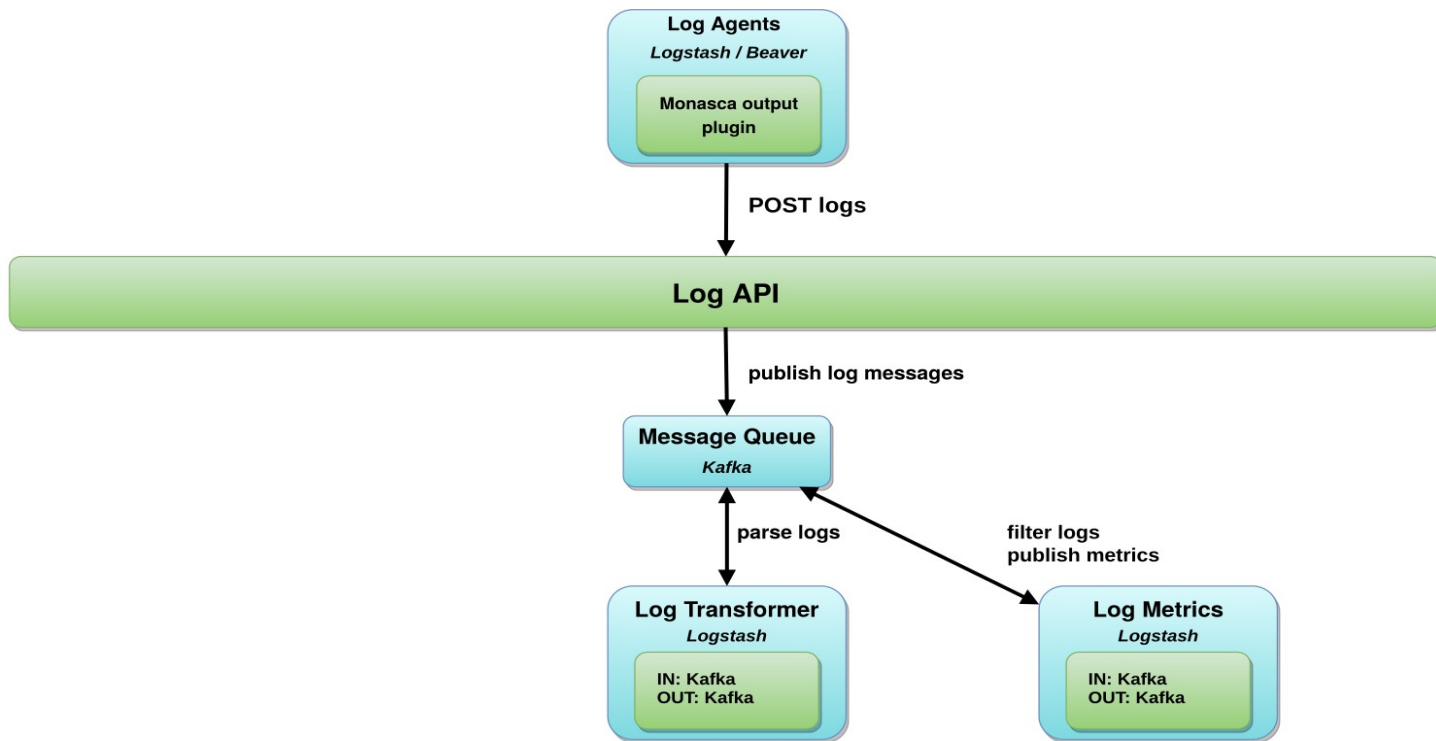 Log Agents
Logstash / Beaver
Monasca output
plugin
POST logs
Log API
publish log messages
Message Queue
Kafka
parse logs
filter logs
publish metrics
Log Transformer
Logstash
IN: Kafka
OUT: Kafka
Log Metrics
Logstash
IN: Kafka
OUT: Kafka